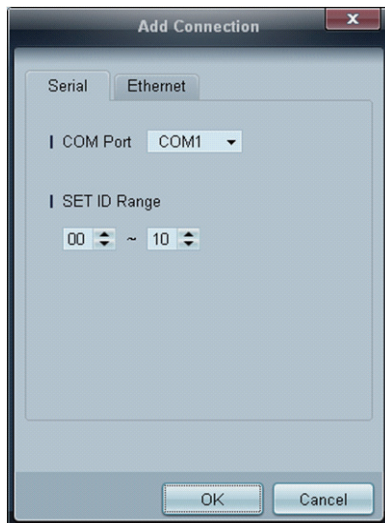 Add Connection
Serial Ethernet
COM Port COM1
SET ID Range
00 ~ 10
OK Cancel